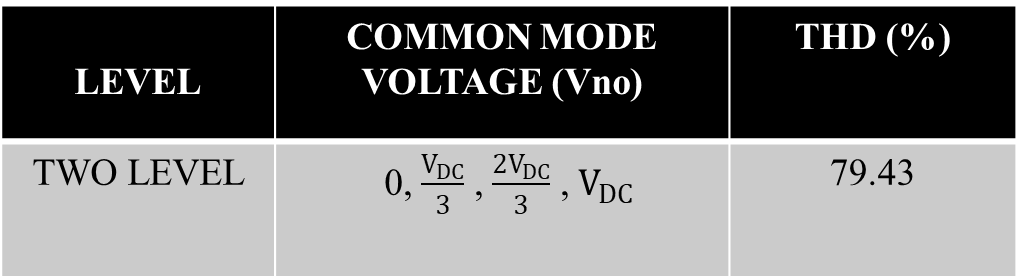 LEVEL
COMMON MODE
VOLTAGE (Vno)
THD (%)
TWO LEVEL
0, V_DC/3 , 2V_DC/3 , V_DC
79.43